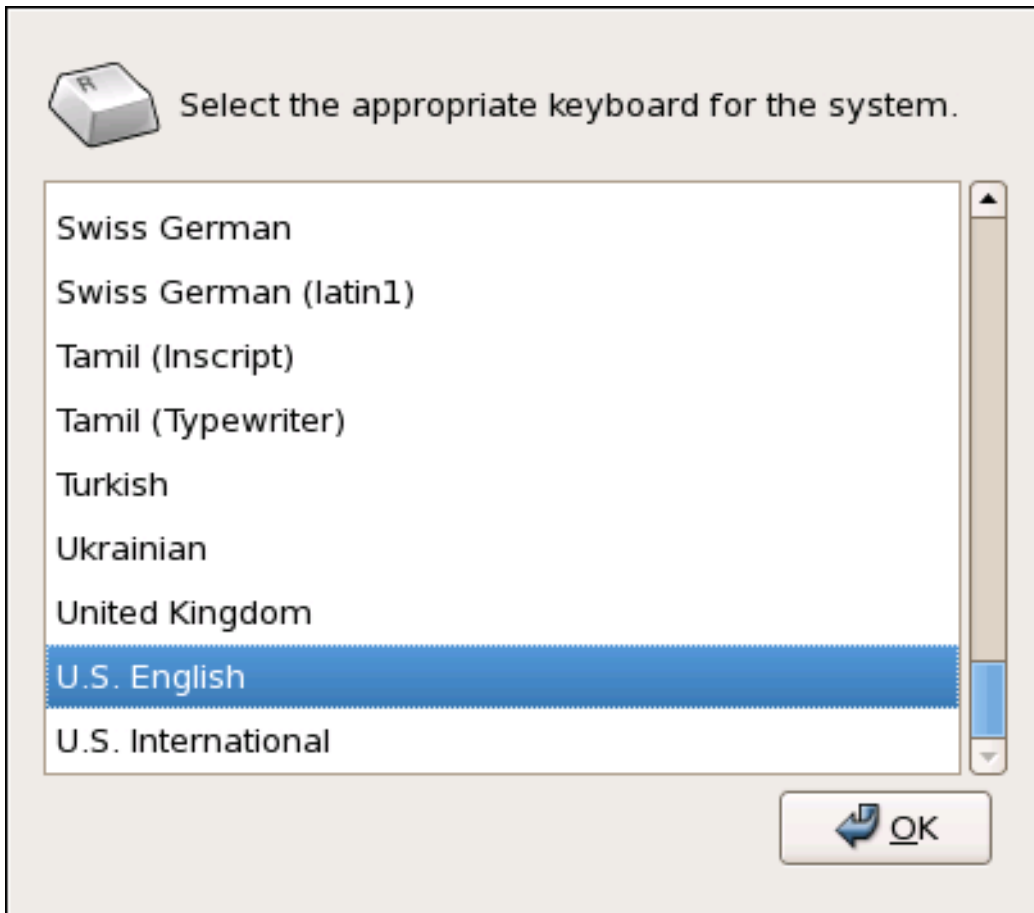 R
Select the appropriate keyboard for the system.
Swiss German
Swiss German (latin1)
Tamil (Inscript)
Tamil (Typewriter)
Turkish
Ukrainian
United Kingdom
U.S. English
U.S. International
OK